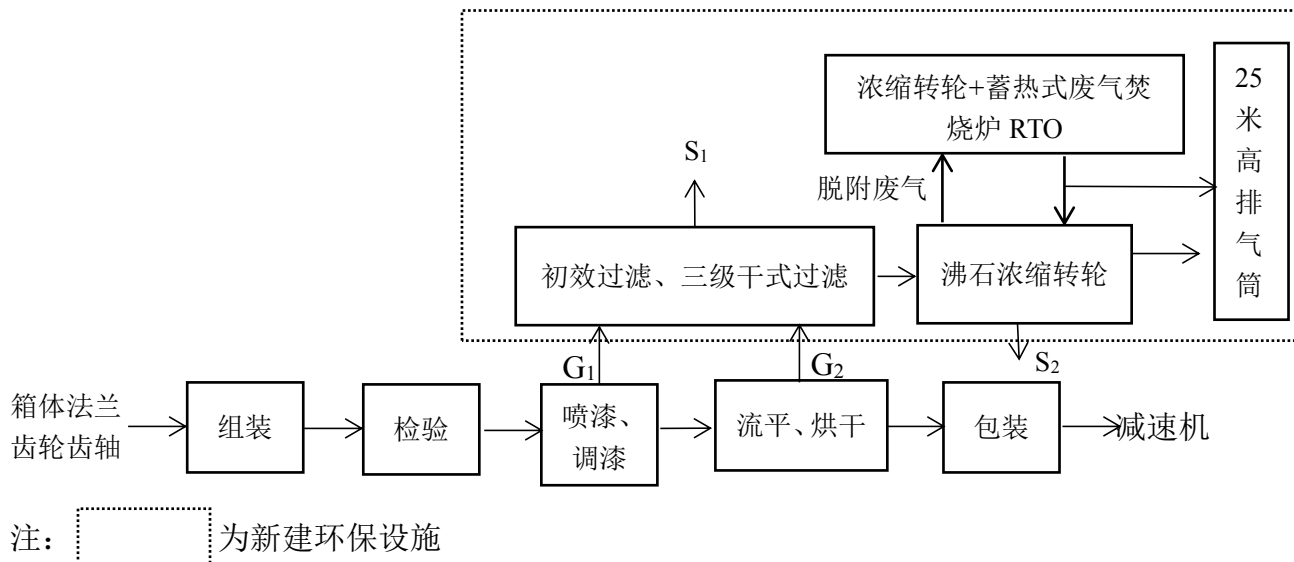 浓缩转轮+蓄热式废气焚
烧炉 RTO
25
米
高
排
气
筒
S1
脱附废气
初效过滤、三级干式过滤
沸石浓缩转轮
G1
G2
S2
箱体法兰
齿轮齿轴
组装
检验
喷漆、
调漆
流平、烘干
包装
减速机
注：
为新建环保设施